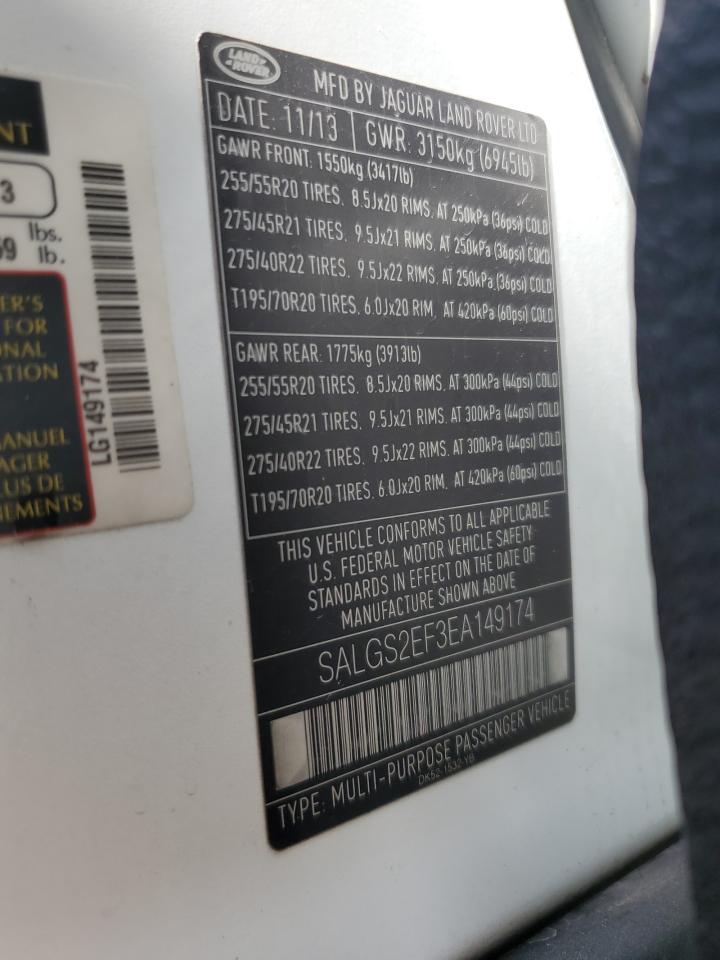 LAND
ROVER
MFD BY JAGUAR LAND ROVER LTD
DATE: 11/13 GWR: 3150kg (6945lb)
GAWR FRONT: 1550kg (3417lb)
255/55R20 TIRES. 8.5Jx20 RIMS. AT 250kPa (36psi) COLD
275/45R21 TIRES. 9.5Jx21 RIMS. AT 250kPa (36psi) COLD
275/40R22 TIRES. 9.5Jx22 RIMS. AT 250kPa (36psi) COLD
T195/70R20 TIRES. 6.0Jx20 RIM. AT 420kPa (60psi) COLD
GAWR REAR: 1775kg (3913lb)
255/55R20 TIRES. 8.5Jx20 RIMS. AT 300kPa (44psi) COLD
275/45R21 TIRES. 9.5Jx21 RIMS. AT 300kPa (44psi) COLD
275/40R22 TIRES. 9.5Jx22 RIMS. AT 300kPa (44psi) COLD
T195/70R20 TIRES. 6.0Jx20 RIM. AT 420kPa (60psi) COLD
THIS VEHICLE CONFORMS TO ALL APPLICABLE
U.S. FEDERAL MOTOR VEHICLE SAFETY
STANDARDS IN EFFECT ON THE DATE OF
MANUFACTURE SHOWN ABOVE
SALGS2EF3EA149174
TYPE: MULTI-PURPOSE PASSENGER VEHICLE
DK52-1532-YB
NT
3
59 lbs.
lb.
ER'S
FOR
ONAL
ATION
MANUEL
AGER
LUS DE
EMENTS
LG149174